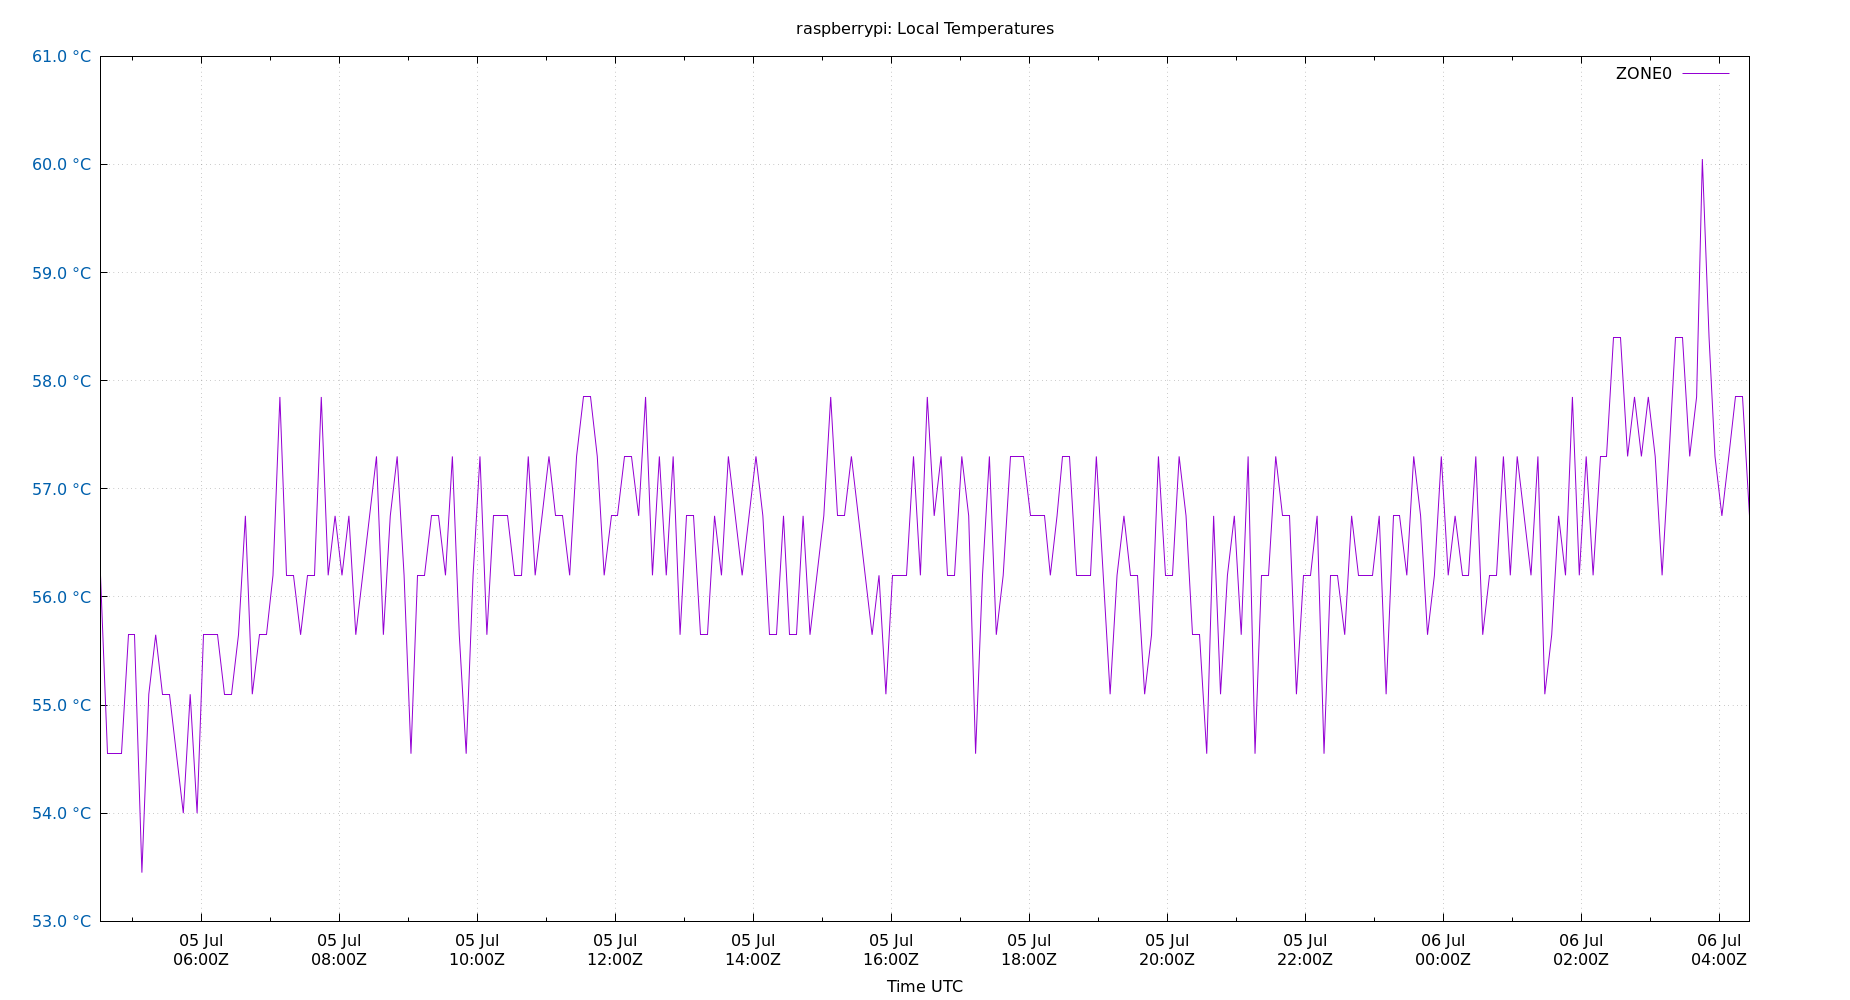 raspberrypi: Local Temperatures
61.0 °C
ZONE0
60.0 °C
59.0 °C
58.0 °C
57.0 °C
56.0 °C
55.0 °C
54.0 °C
53.0 °C
05 Jul 05 Jul 05 Jul 05 Jul 05 Jul 05 Jul 05 Jul 05 Jul 05 Jul 06 Jul 06 Jul 06 Jul
06:00Z 08:00Z 10:00Z 12:00Z 14:00Z 16:00Z 18:00Z 20:00Z 22:00Z 00:00Z 02:00Z 04:00Z
Time UTC